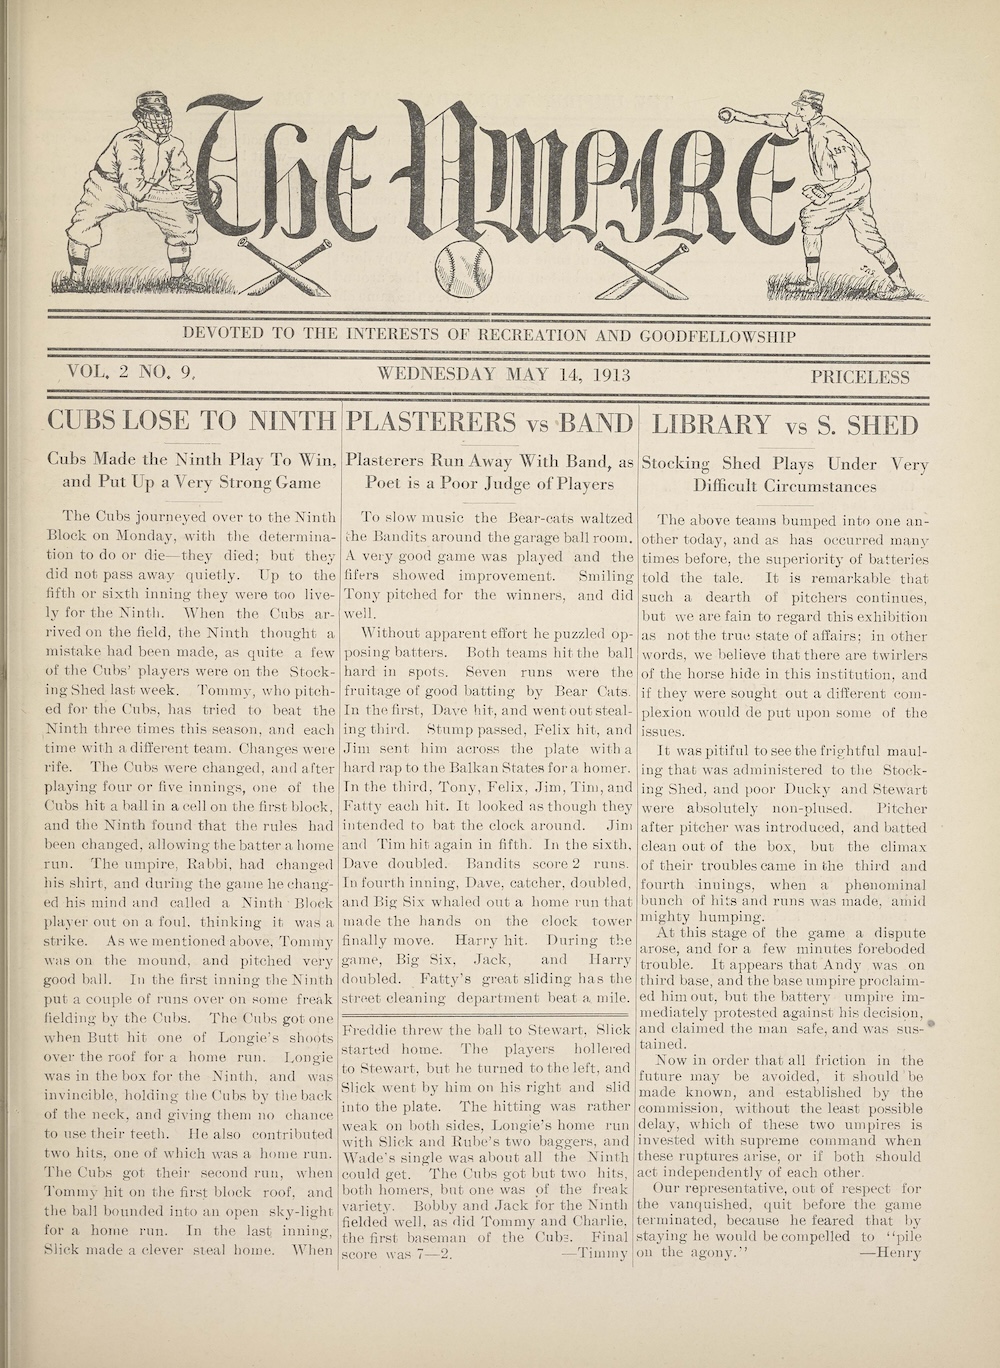 The Umpire
157
Jos.
DEVOTED TO THE INTERESTS OF RECREATION AND GOODFELLOWSHIP
VOL. 2 NO. 9. WEDNESDAY MAY 14, 1913 PRICELESS
CUBS LOSE TO NINTH
Cubs Made the Ninth Play To Win,
and Put Up a Very Strong Game
The Cubs journeyed over to the Ninth
Block on Monday, with the determina-
tion to do or die—they died; but they
did not pass away quietly. Up to the
fifth or sixth inning they were too live-
ly for the Ninth. When the Cubs ar-
rived on the field, the Ninth thought a
mistake had been made, as quite a few
of the Cubs' players were on the Stock-
ing Shed last week. Tommy, who pitch-
ed for the Cubs, has tried to beat the
Ninth three times this season, and each
time with a different team. Changes were
rife. The Cubs were changed, and after
playing four or five innings, one of the
Cubs hit a ball in a cell on the first block,
and the Ninth found that the rules had
been changed, allowing the batter a home
run. The umpire, Rabbi, had changed
his shirt, and during the game he chang-
ed his mind and called a Ninth Block
player out on a foul, thinking it was a
strike. As we mentioned above, Tommy
was on the mound, and pitched very
good ball. In the first inning the Ninth
put a couple of runs over on some freak
fielding by the Cubs. The Cubs got one
when Butt hit one of Longie's shoots
over the roof for a home run. Longie
was in the box for the Ninth, and was
invincible, holding the Cubs by the back
of the neck, and giving them no chance
to use their teeth. He also contributed
two hits, one of which was a home run.
The Cubs got their second run, when
Tommy hit on the first block roof, and
the ball bounded into an open sky-light
for a home run. In the last inning,
Slick made a clever steal home. When
PLASTERERS vs BAND
Plasterers Run Away With Band, as
Poet is a Poor Judge of Players
To slow music the Bear-cats waltzed
the Bandits around the garage ball room.
A very good game was played and the
fifers showed improvement. Smiling
Tony pitched for the winners, and did
well.
Without apparent effort he puzzled op-
posing batters. Both teams hit the ball
hard in spots. Seven runs were the
fruitage of good batting by Bear Cats.
In the first, Dave hit, and went out steal-
ing third. Stump passed, Felix hit, and
Jim sent him across the plate with a
hard rap to the Balkan States for a homer.
In the third, Tony, Felix, Jim, Tim, and
Fatty each hit. It looked as though they
intended to bat the clock around. Jim
and Tim hit again in fifth. In the sixth,
Dave doubled. Bandits score 2 runs.
In fourth inning, Dave, catcher, doubled,
and Big Six whaled out a home run that
made the hands on the clock tower
finally move. Harry hit. During the
game, Big Six, Jack, and Harry
doubled. Fatty's great sliding has the
street cleaning department beat a mile.
Freddie threw the ball to Stewart, Slick
started home. The players hollered
to Stewart, but he turned to the left, and
Slick went by him on his right and slid
into the plate. The hitting was rather
weak on both sides, Longie's home run
with Slick and Rube's two baggers, and
Wade's single was about all the Ninth
could get. The Cubs got but two hits,
both homers, but one was of the freak
variety. Bobby and Jack for the Ninth
fielded well, as did Tommy and Charlie,
the first baseman of the Cubs. Final
score was 7—2. —Timmy
LIBRARY vs S. SHED
Stocking Shed Plays Under Very
Difficult Circumstances
The above teams bumped into one an-
other today, and as has occurred many
times before, the superiority of batteries
told the tale. It is remarkable that
such a dearth of pitchers continues,
but we are fain to regard this exhibition
as not the true state of affairs; in other
words, we believe that there are twirlers
of the horse hide in this institution, and
if they were sought out a different com-
plexion would de put upon some of the
issues.
It was pitiful to see the frightful maul-
ing that was administered to the Stock-
ing Shed, and poor Ducky and Stewart
were absolutely non-plused. Pitcher
after pitcher was introduced, and batted
clean out of the box, but the climax
of their troubles came in the third and
fourth innings, when a phenominal
bunch of hits and runs was made, amid
mighty humping.
At this stage of the game a dispute
arose, and for a few minutes foreboded
trouble. It appears that Andy was on
third base, and the base umpire proclaim-
ed him out, but the battery umpire im-
mediately protested against his decision,
and claimed the man safe, and was sus-
tained.
Now in order that all friction in the
future may be avoided, it should be
made known, and established by the
commission, without the least possible
delay, which of these two umpires is
invested with supreme command when
these ruptures arise, or if both should
act independently of each other.
Our representative, out of respect for
the vanquished, quit before the game
terminated, because he feared that by
staying he would be compelled to "pile
on the agony." —Henry